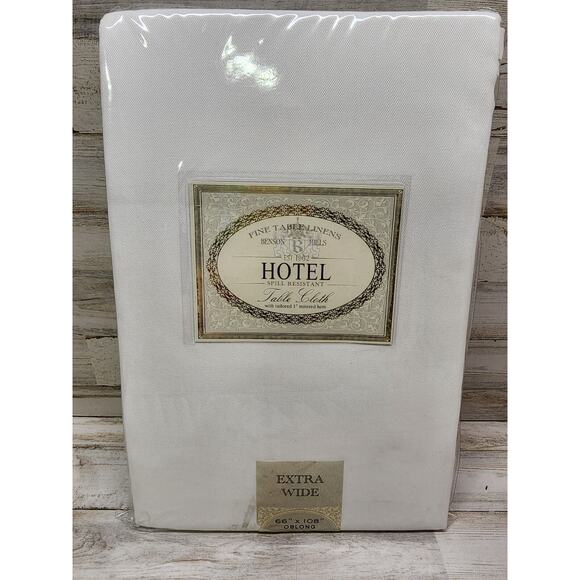 FINE TABLE LINENS
BENSON B HILLS
EST 1902
HOTEL
SPILL RESISTANT
Table Cloth
with tailored 1" mitered hem
EXTRA
WIDE
66" x 108"
OBLONG